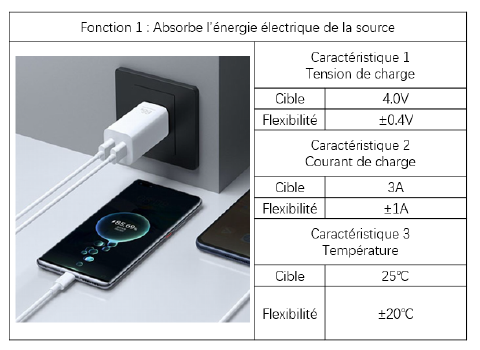 Fonction 1 : Absorbe l'énergie électrique de la source
Caractéristique 1
Tension de charge
Cible 4.0V
Flexibilité ±0.4V
Caractéristique 2
Courant de charge
Cible 3A
Flexibilité ±1A
Caractéristique 3
Température
Cible 25℃
Flexibilité ±20℃